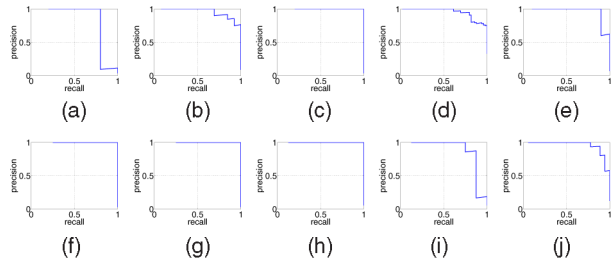 precision 1 0.5 0 0 0.5 1 recall
(a)
precision 1 0.5 0 0 0.5 1 recall
(b)
precision 1 0.5 0 0 0.5 1 recall
(c)
precision 1 0.5 0 0 0.5 1 recall
(d)
precision 1 0.5 0 0 0.5 1 recall
(e)
precision 1 0.5 0 0 0.5 1 recall
(f)
precision 1 0.5 0 0 0.5 1 recall
(g)
precision 1 0.5 0 0 0.5 1 recall
(h)
precision 1 0.5 0 0 0.5 1 recall
(i)
precision 1 0.5 0 0 0.5 1 recall
(j)